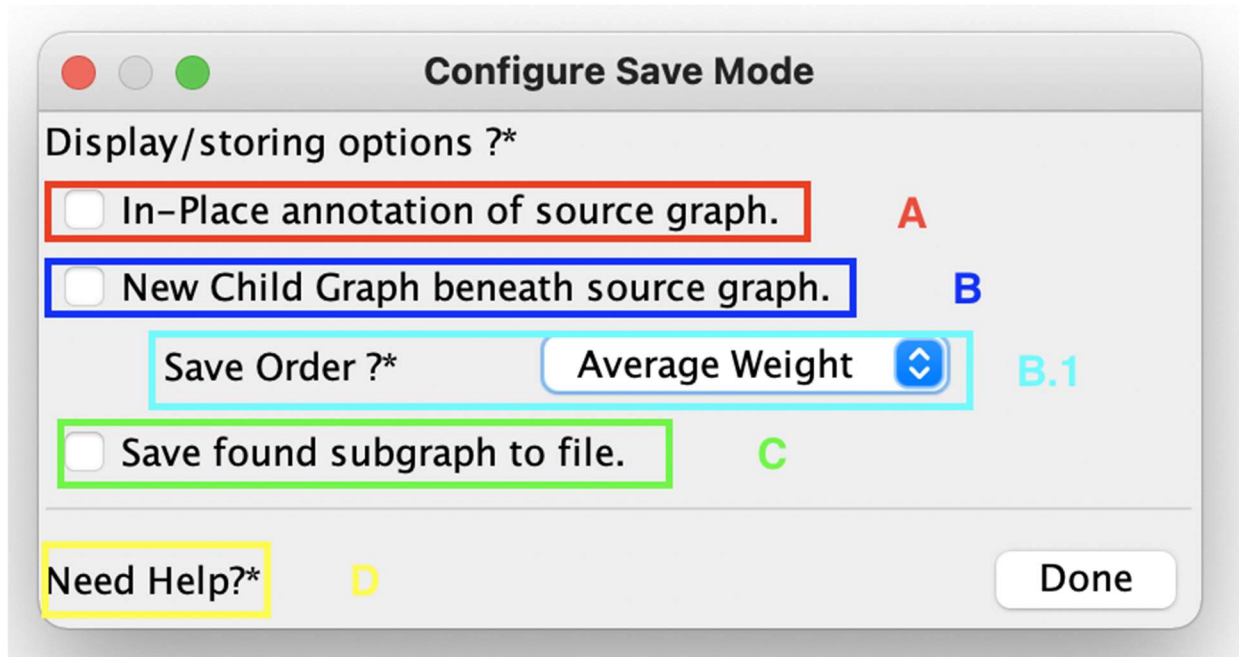 Configure Save Mode
Display/storing options ?*
In-Place annotation of source graph. A
New Child Graph beneath source graph. B
Save Order ?* Average Weight B.1
Save found subgraph to file. C
Need Help?* D Done